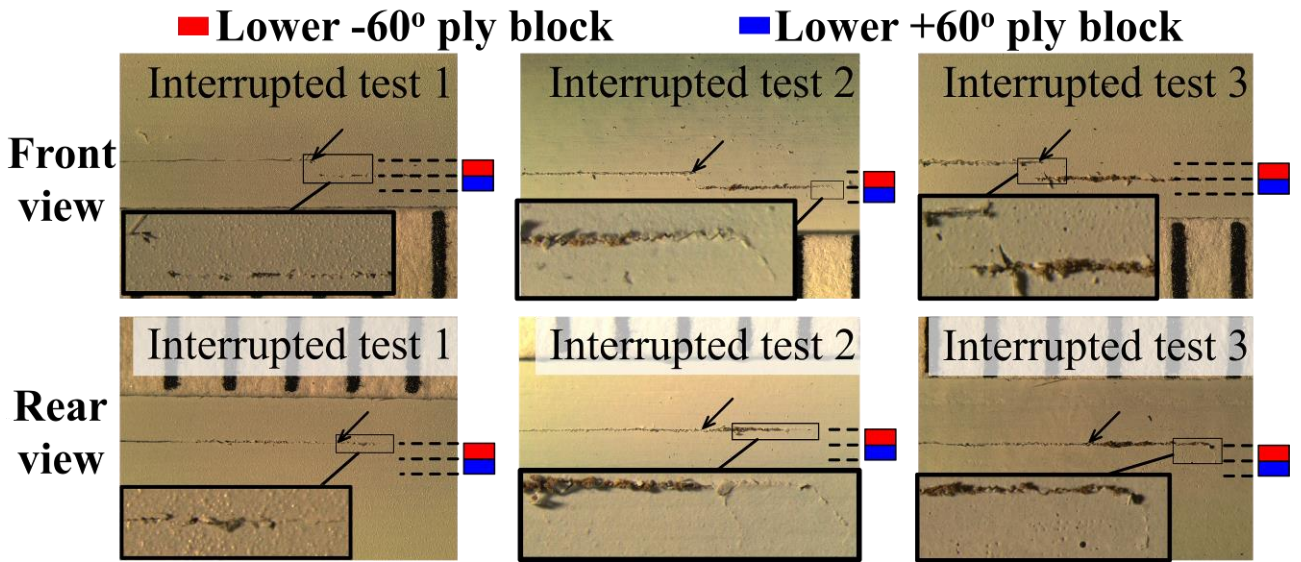 Lower -60° ply block
Lower +60° ply block
Front view
Interrupted test 1
Interrupted test 2
Interrupted test 3
Rear view
Interrupted test 1
Interrupted test 2
Interrupted test 3